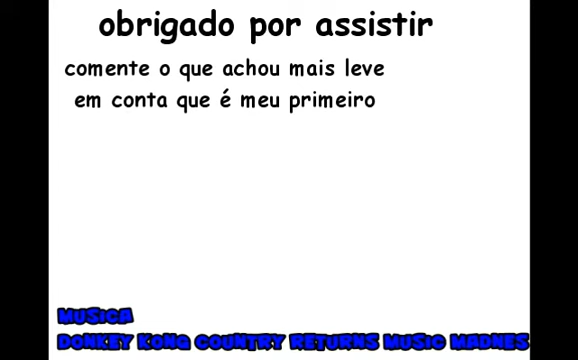 obrigado por assistir
comente o que achou mais leve
em conta que é meu primeiro
MUSICA
DONKEY KONG COUNTRY RETURNS MUSIC MADNES